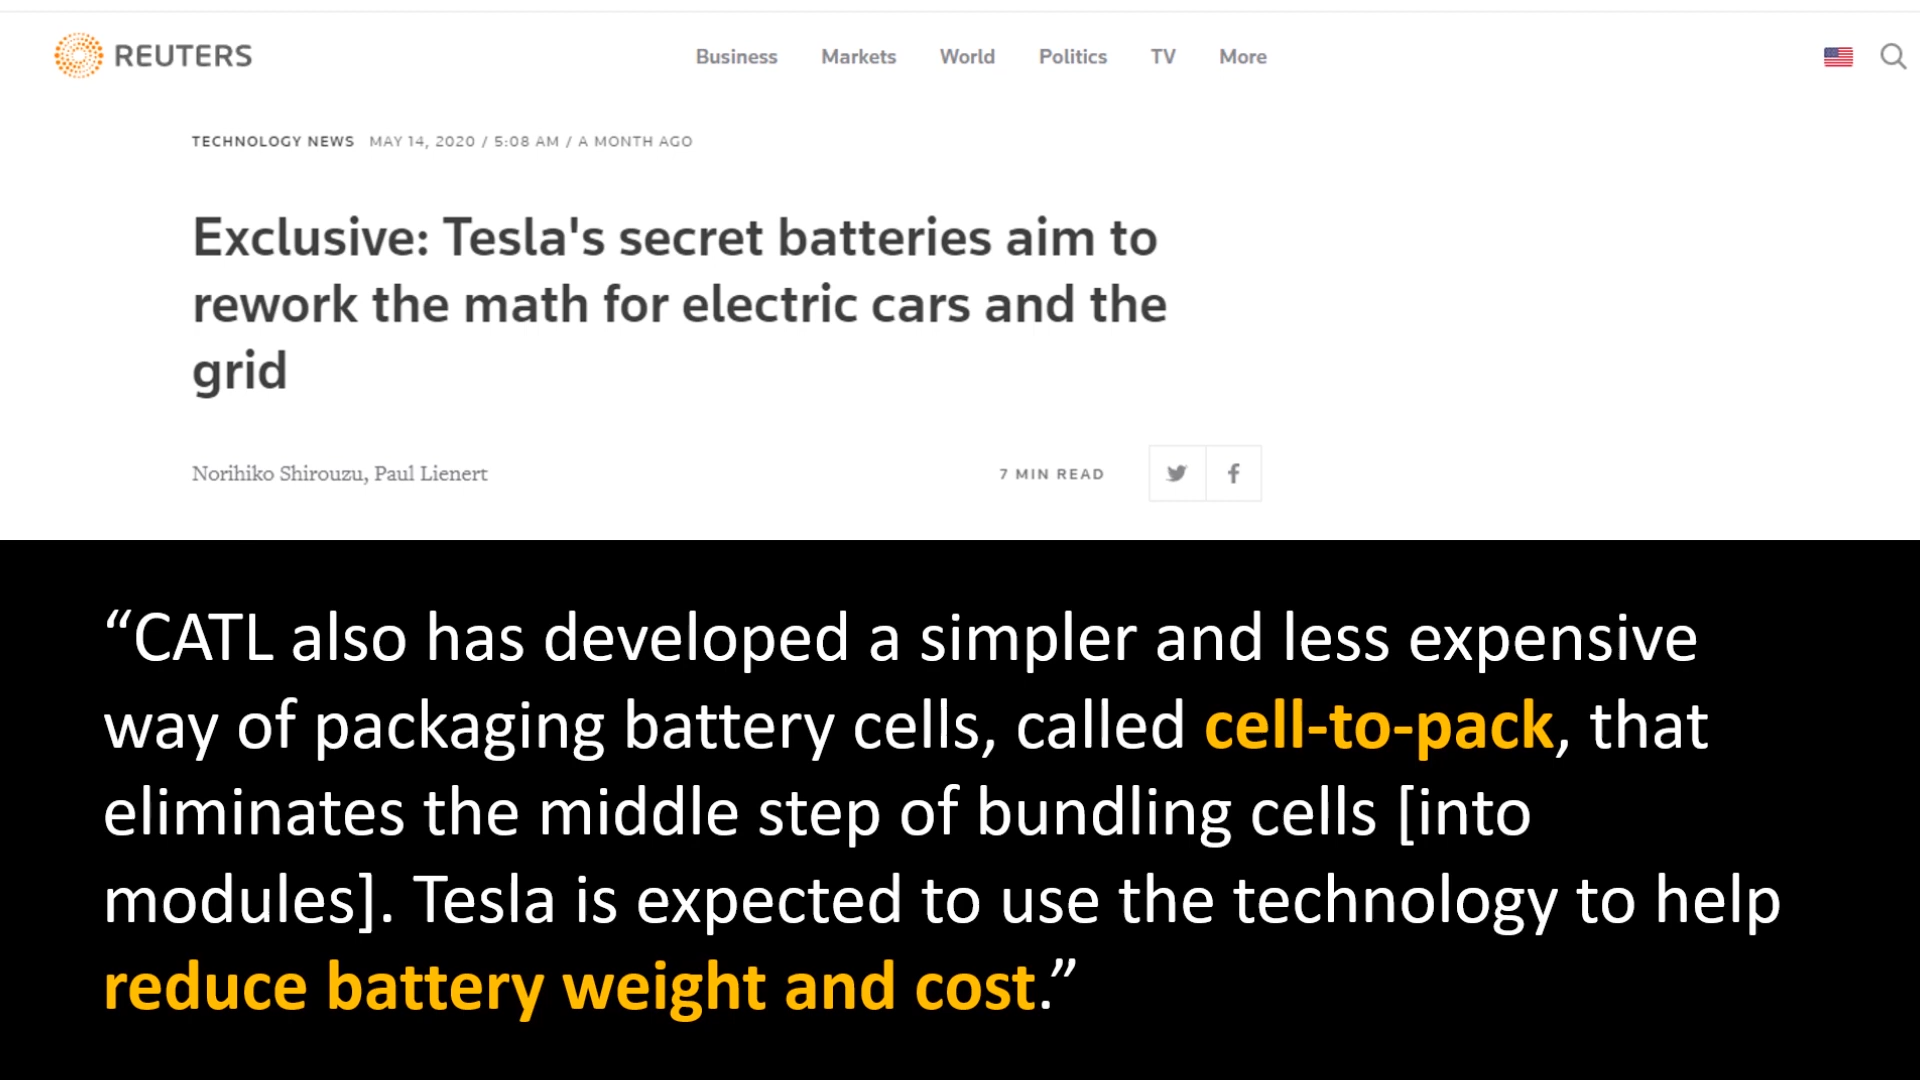 REUTERS
Business Markets World Politics TV More
TECHNOLOGY NEWS MAY 14, 2020 / 5:08 AM / A MONTH AGO
Exclusive: Tesla's secret batteries aim to
rework the math for electric cars and the
grid
Norihiko Shirouzu, Paul Lienert
7 MIN READ
“CATL also has developed a simpler and less expensive
way of packaging battery cells, called cell-to-pack, that
eliminates the middle step of bundling cells [into
modules]. Tesla is expected to use the technology to help
reduce battery weight and cost.”